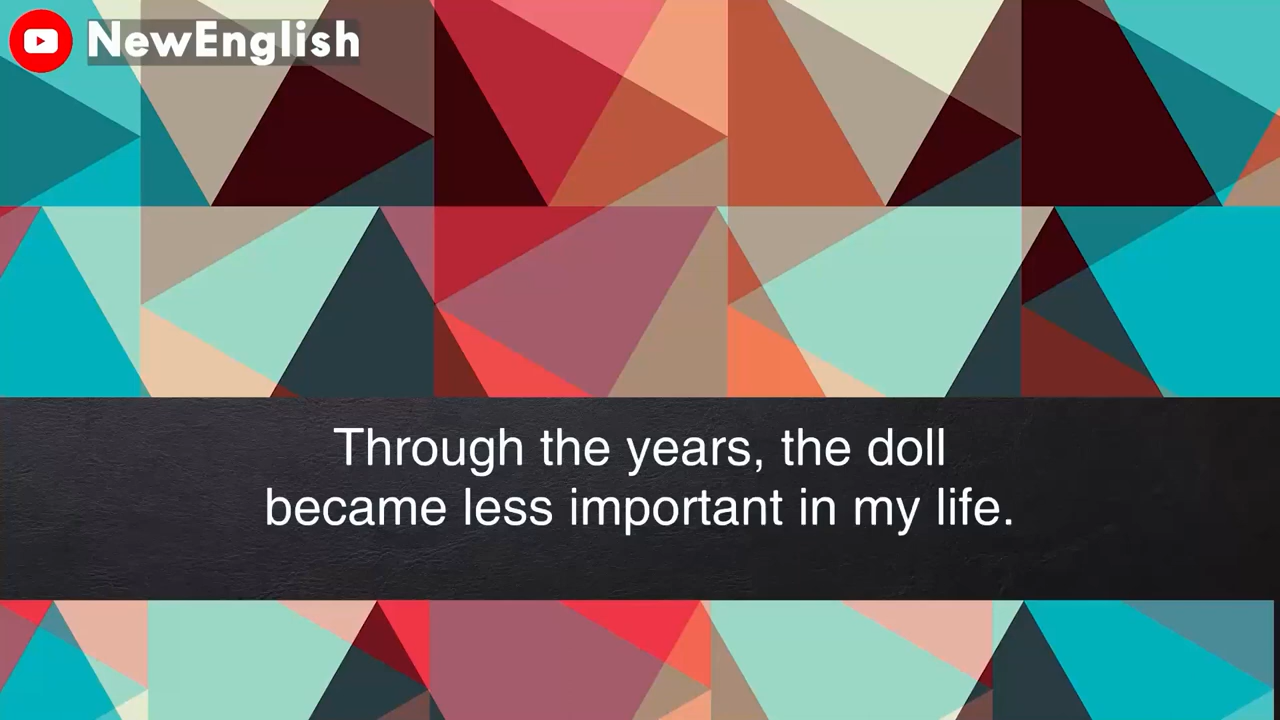 NewEnglish
Through the years, the doll
became less important in my life.